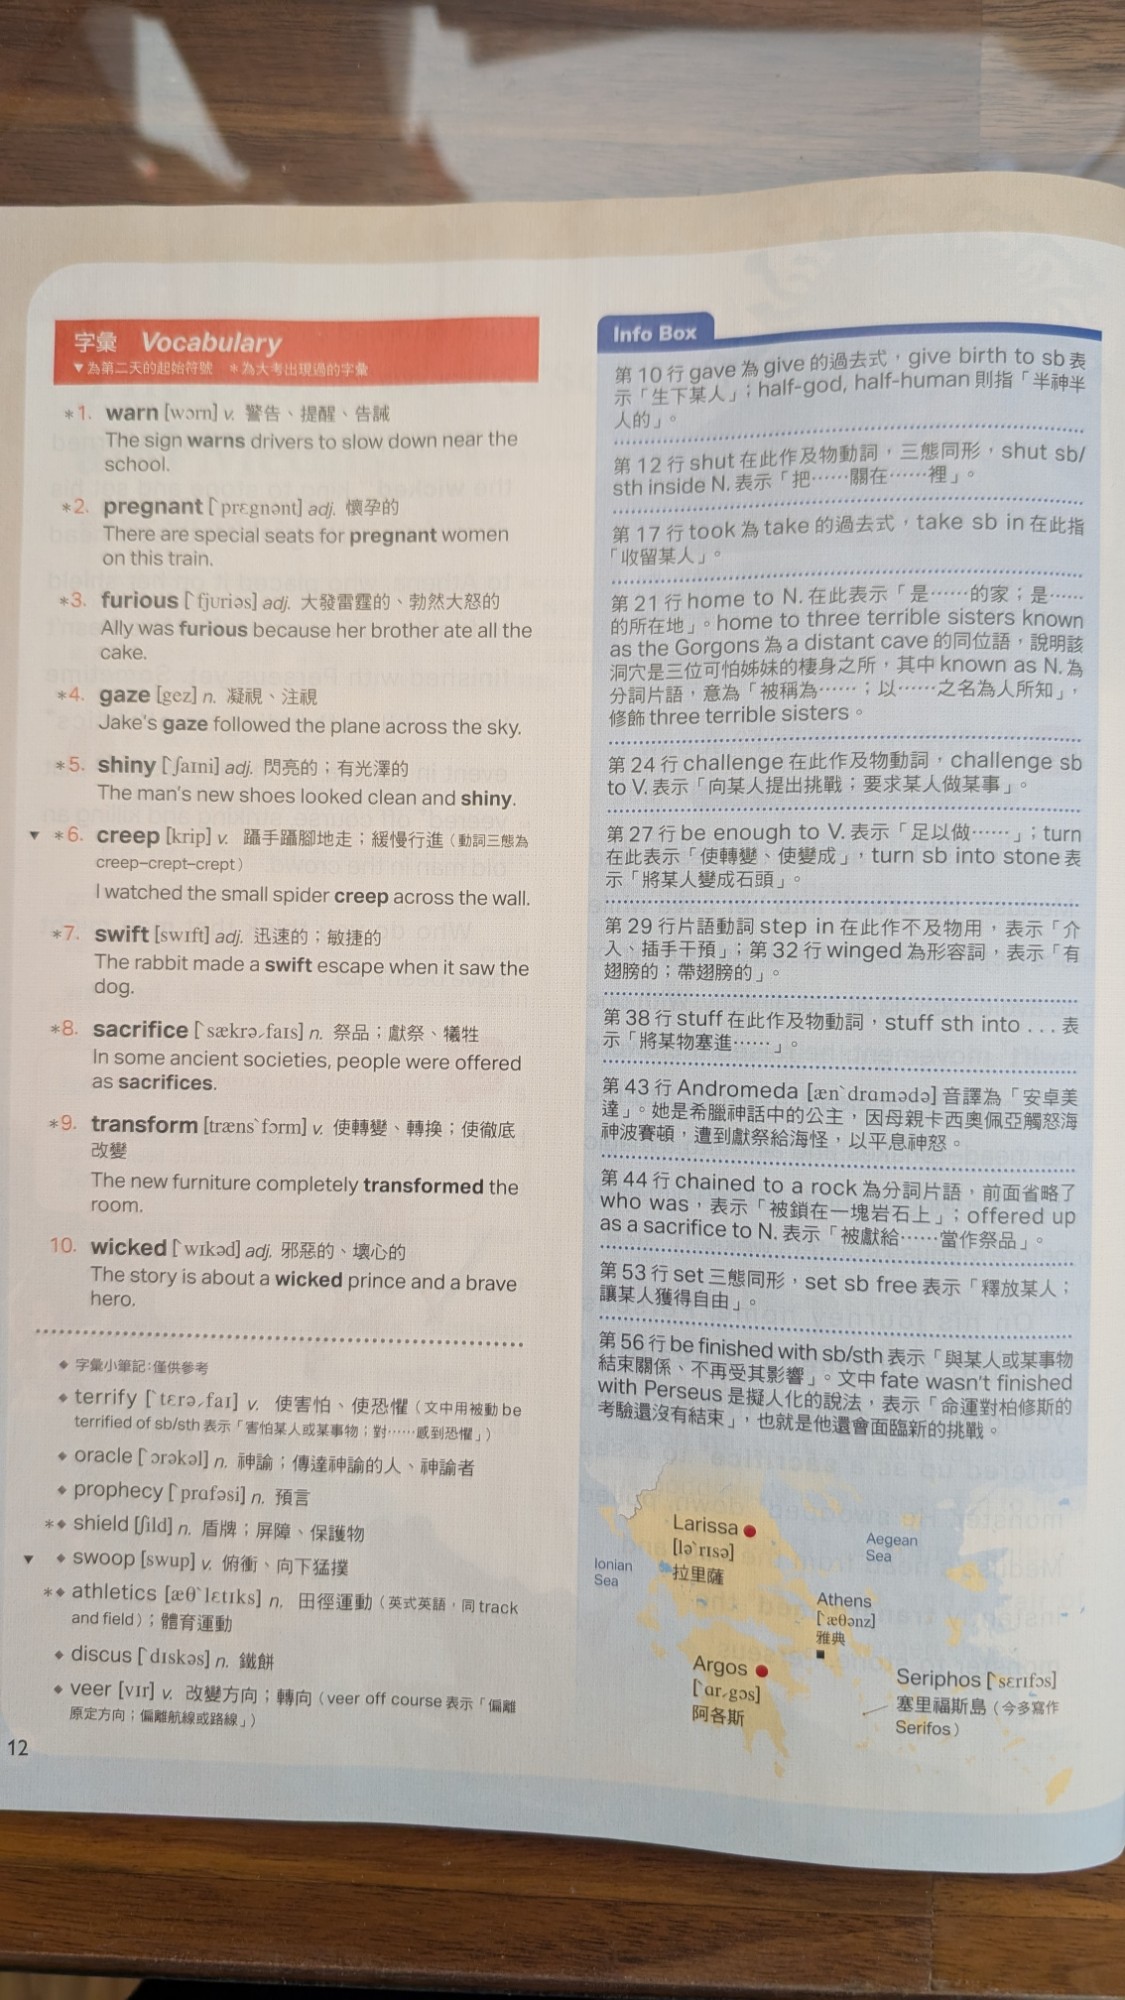 字彙 Vocabulary
▼為第二天的起始符號 *為大考出現過的字彙
*1. warn [wɔrn] v. 警告、提醒、告誡
The sign warns drivers to slow down near the
school.
*2. pregnant [ˋprɛgnənt] adj. 懷孕的
There are special seats for pregnant women
on this train.
*3. furious [ˋfjʊriəs] adj. 大發雷霆的、勃然大怒的
Ally was furious because her brother ate all the
cake.
*4. gaze [gez] n. 凝視、注視
Jake's gaze followed the plane across the sky.
*5. shiny [ˋʃaɪni] adj. 閃亮的；有光澤的
The man's new shoes looked clean and shiny.
▼ *6. creep [krip] v. 躡手躡腳地走；緩慢行進（動詞三態為
creep–crept–crept）
I watched the small spider creep across the wall.
*7. swift [swɪft] adj. 迅速的；敏捷的
The rabbit made a swift escape when it saw the
dog.
*8. sacrifice [ˋsækrəˏfaɪs] n. 祭品；獻祭、犧牲
In some ancient societies, people were offered
as sacrifices.
*9. transform [trænsˋfɔrm] v. 使轉變、轉換；使徹底
改變
The new furniture completely transformed the
room.
10. wicked [ˋwɪkəd] adj. 邪惡的、壞心的
The story is about a wicked prince and a brave
hero.
◆ 字彙小筆記：僅供參考
◆ terrify [ˋtɛrəˏfaɪ] v. 使害怕、使恐懼（文中用被動 be
terrified of sb/sth 表示「害怕某人或某事物；對……感到恐懼」）
◆ oracle [ˋɔrəkəl] n. 神諭；傳達神諭的人、神諭者
◆ prophecy [ˋprɑfəsi] n. 預言
*◆ shield [ʃild] n. 盾牌；屏障、保護物
▼ ◆ swoop [swup] v. 俯衝、向下猛撲
*◆ athletics [æθˋlɛtɪks] n. 田徑運動（英式英語，同 track
and field）；體育運動
◆ discus [ˋdɪskəs] n. 鐵餅
◆ veer [vɪr] v. 改變方向；轉向（veer off course 表示「偏離
原定方向；偏離航線或路線」）
12
Info Box
第 10 行 gave 為 give 的過去式，give birth to sb 表
示「生下某人」；half-god, half-human 則指「半神半
人的」。
第 12 行 shut 在此作及物動詞，三態同形，shut sb/
sth inside N. 表示「把……關在……裡」。
第 17 行 took 為 take 的過去式，take sb in 在此指
「收留某人」。
第 21 行 home to N. 在此表示「是……的家；是……
的所在地」。home to three terrible sisters known
as the Gorgons 為 a distant cave 的同位語，說明該
洞穴是三位可怕姊妹的棲身之所，其中 known as N. 為
分詞片語，意為「被稱為……；以……之名為人所知」，
修飾 three terrible sisters。
第 24 行 challenge 在此作及物動詞，challenge sb
to V. 表示「向某人提出挑戰；要求某人做某事」。
第 27 行 be enough to V. 表示「足以做……」；turn
在此表示「使轉變、使變成」，turn sb into stone 表
示「將某人變成石頭」。
第 29 行片語動詞 step in 在此作不及物用，表示「介
入、插手干預」；第 32 行 winged 為形容詞，表示「有
翅膀的；帶翅膀的」。
第 38 行 stuff 在此作及物動詞，stuff sth into . . . 表
示「將某物塞進……」。
第 43 行 Andromeda [ænˋdrɑmədə] 音譯為「安卓美
達」。她是希臘神話中的公主，因母親卡西奧佩亞觸怒海
神波賽頓，遭到獻祭給海怪，以平息神怒。
第 44 行 chained to a rock 為分詞片語，前面省略了
who was，表示「被鎖在一塊岩石上」；offered up
as a sacrifice to N. 表示「被獻給……當作祭品」。
第 53 行 set 三態同形，set sb free 表示「釋放某人；
讓某人獲得自由」。
第 56 行 be finished with sb/sth 表示「與某人或某事物
結束關係、不再受其影響」。文中 fate wasn't finished
with Perseus 是擬人化的說法，表示「命運對柏修斯的
考驗還沒有結束」，也就是他還會面臨新的挑戰。
Larissa
[ləˋrɪsə]
拉里薩
Ionian
Sea
Aegean
Sea
Athens
[ˋæθənz]
雅典
Argos
[ˋɑrˏgəs]
阿各斯
Seriphos [ˋsɛrɪfɔs]
塞里福斯島（今多寫作
Serifos）